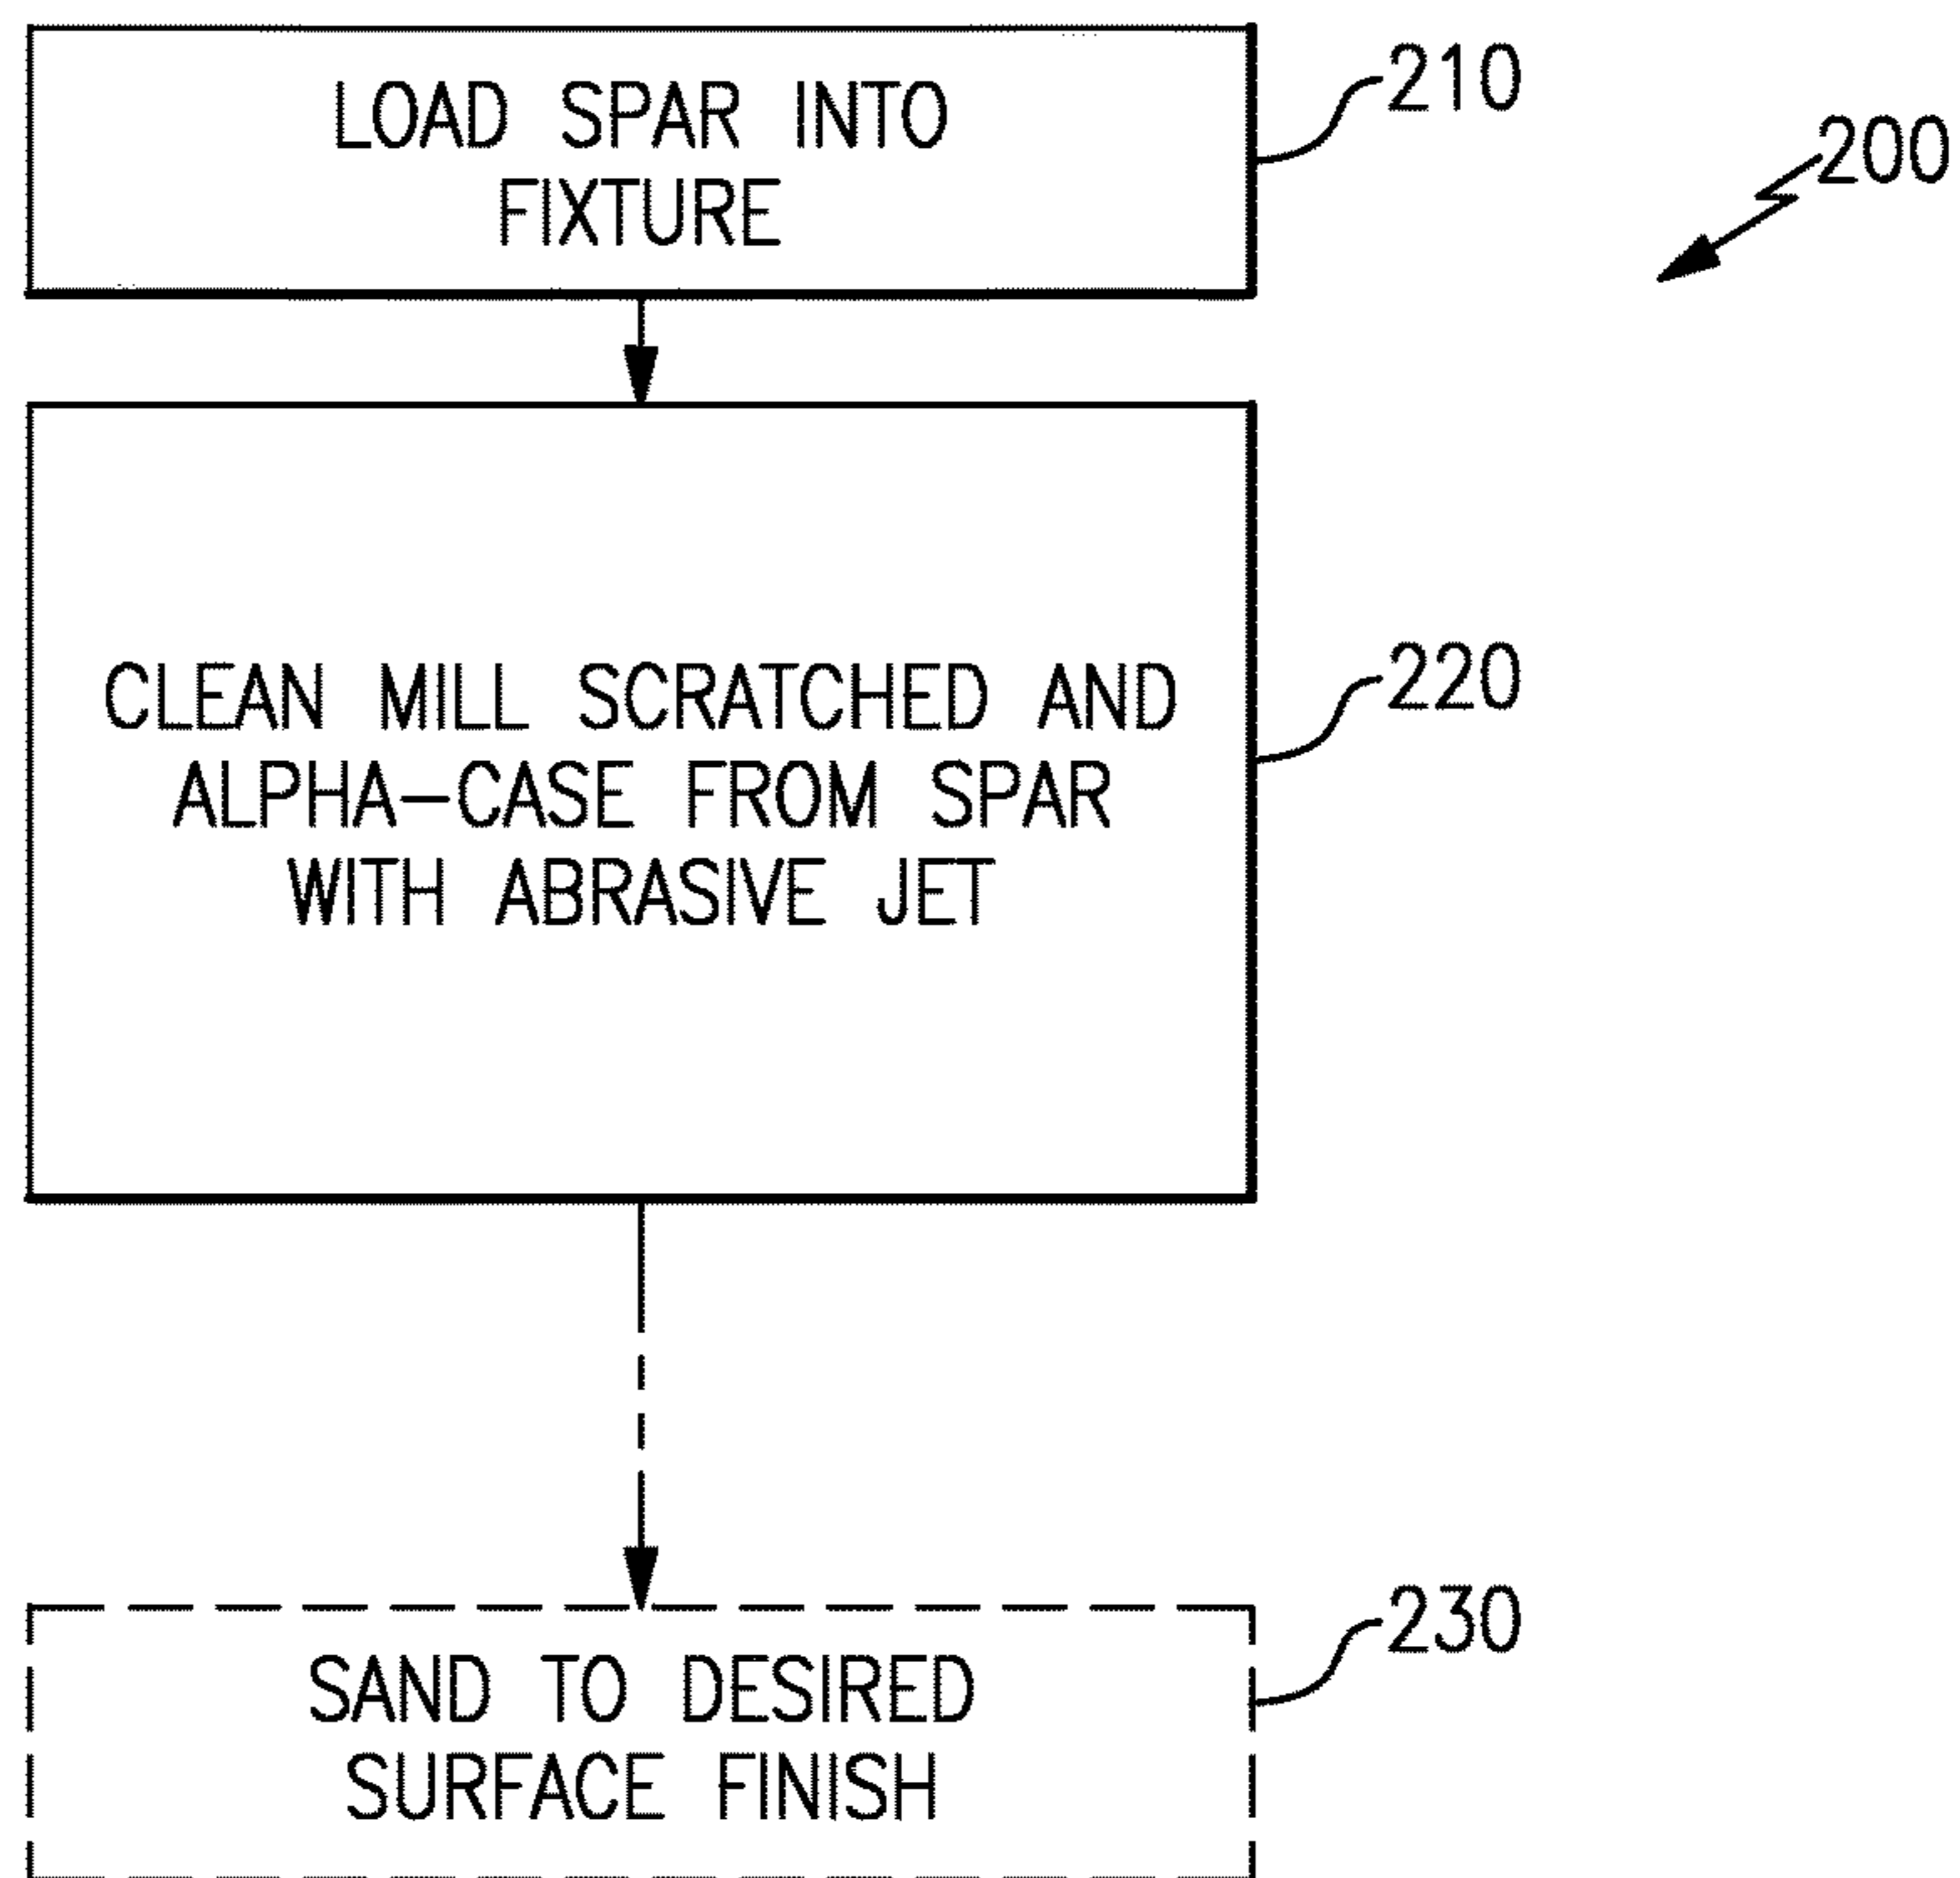 LOAD SPAR INTO
FIXTURE
210
200
CLEAN MILL SCRATCHED AND
ALPHA-CASE FROM SPAR
WITH ABRASIVE JET
220
SAND TO DESIRED
SURFACE FINISH
230